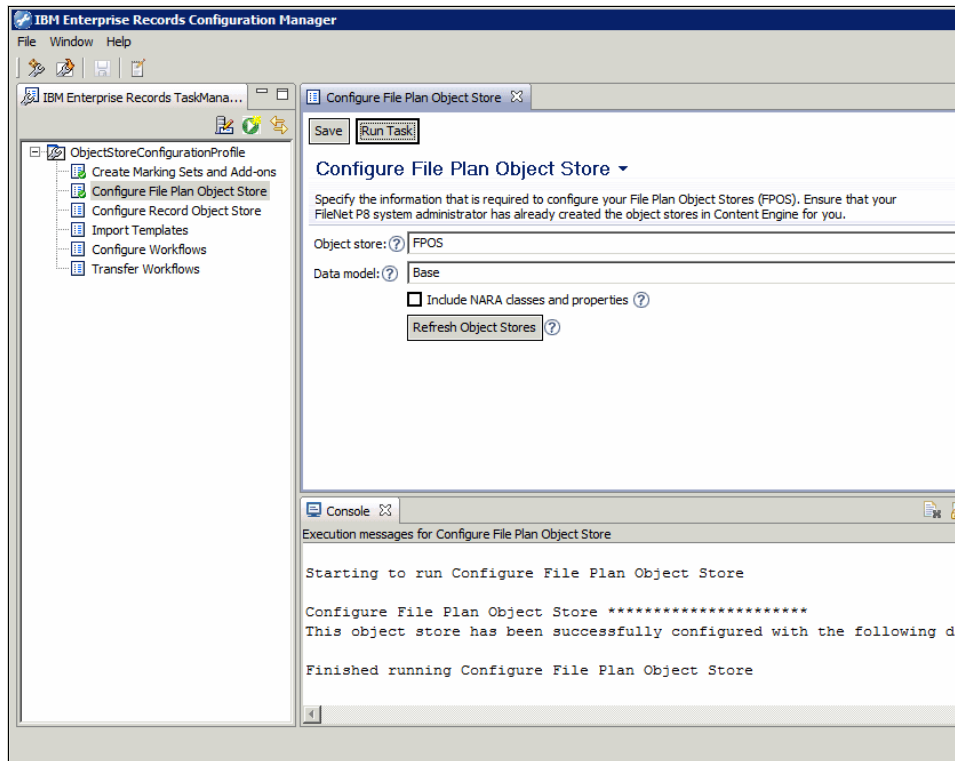 IBM Enterprise Records Configuration Manager
File Window Help
IBM Enterprise Records TaskMana...
ObjectStoreConfigurationProfile
Create Marking Sets and Add-ons
Configure File Plan Object Store
Configure Record Object Store
Import Templates
Configure Workflows
Transfer Workflows
Configure File Plan Object Store
Save Run Task
Configure File Plan Object Store
Specify the information that is required to configure your File Plan Object Stores (FPOS). Ensure that your
FileNet P8 system administrator has already created the object stores in Content Engine for you.
Object store: ? FPOS
Data model: ? Base
Include NARA classes and properties ?
Refresh Object Stores ?
Console
Execution messages for Configure File Plan Object Store
Starting to run Configure File Plan Object Store
Configure File Plan Object Store **********************
This object store has been successfully configured with the following d
Finished running Configure File Plan Object Store